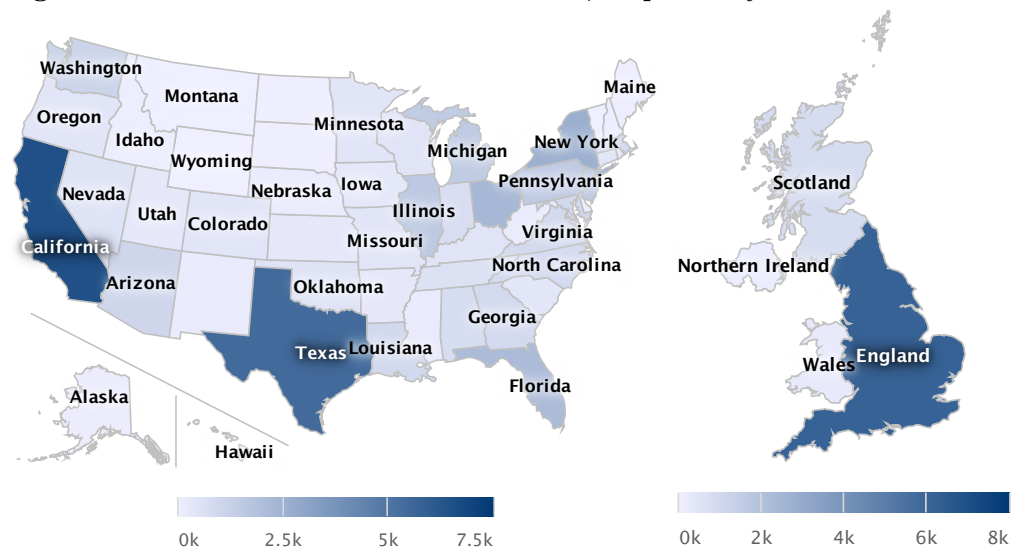 Washington
Montana
Maine
Oregon
Minnesota
Idaho
New York
Michigan
Wyoming
Pennsylvania
Nebraska
Iowa
Nevada
Utah
Illinois
Colorado
Virginia
Missouri
California
North Carolina
Arizona
Oklahoma
Georgia
Texas
Louisiana
Florida
Alaska
Hawaii
0k 2.5k 5k 7.5k
Scotland
Northern Ireland
England
Wales
0k 2k 4k 6k 8k